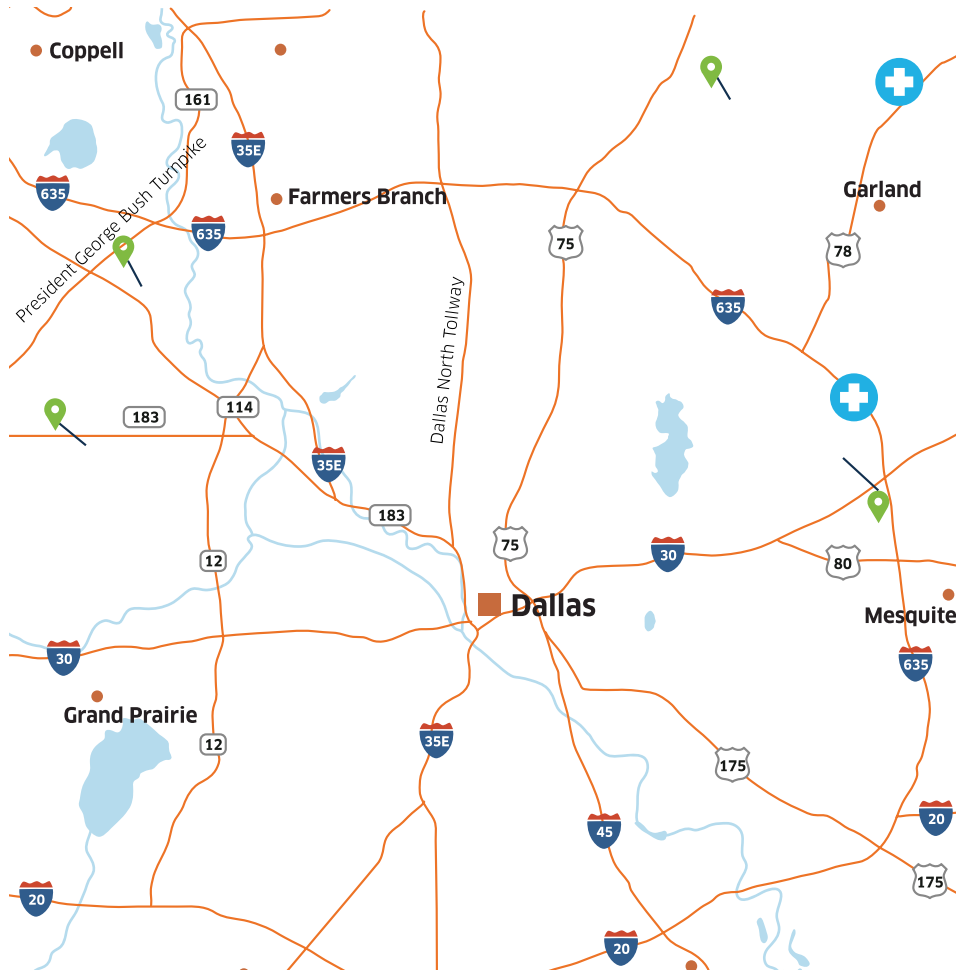 Coppell
161
35E
President George Bush Turnpike
635
Farmers Branch
Garland
635
75
78
635
Dallas North Tollway
183
114
35E
183
75
30
12
80
Dallas
Mesquite
30
635
Grand Prairie
12
35E
175
45
20
20
175
20